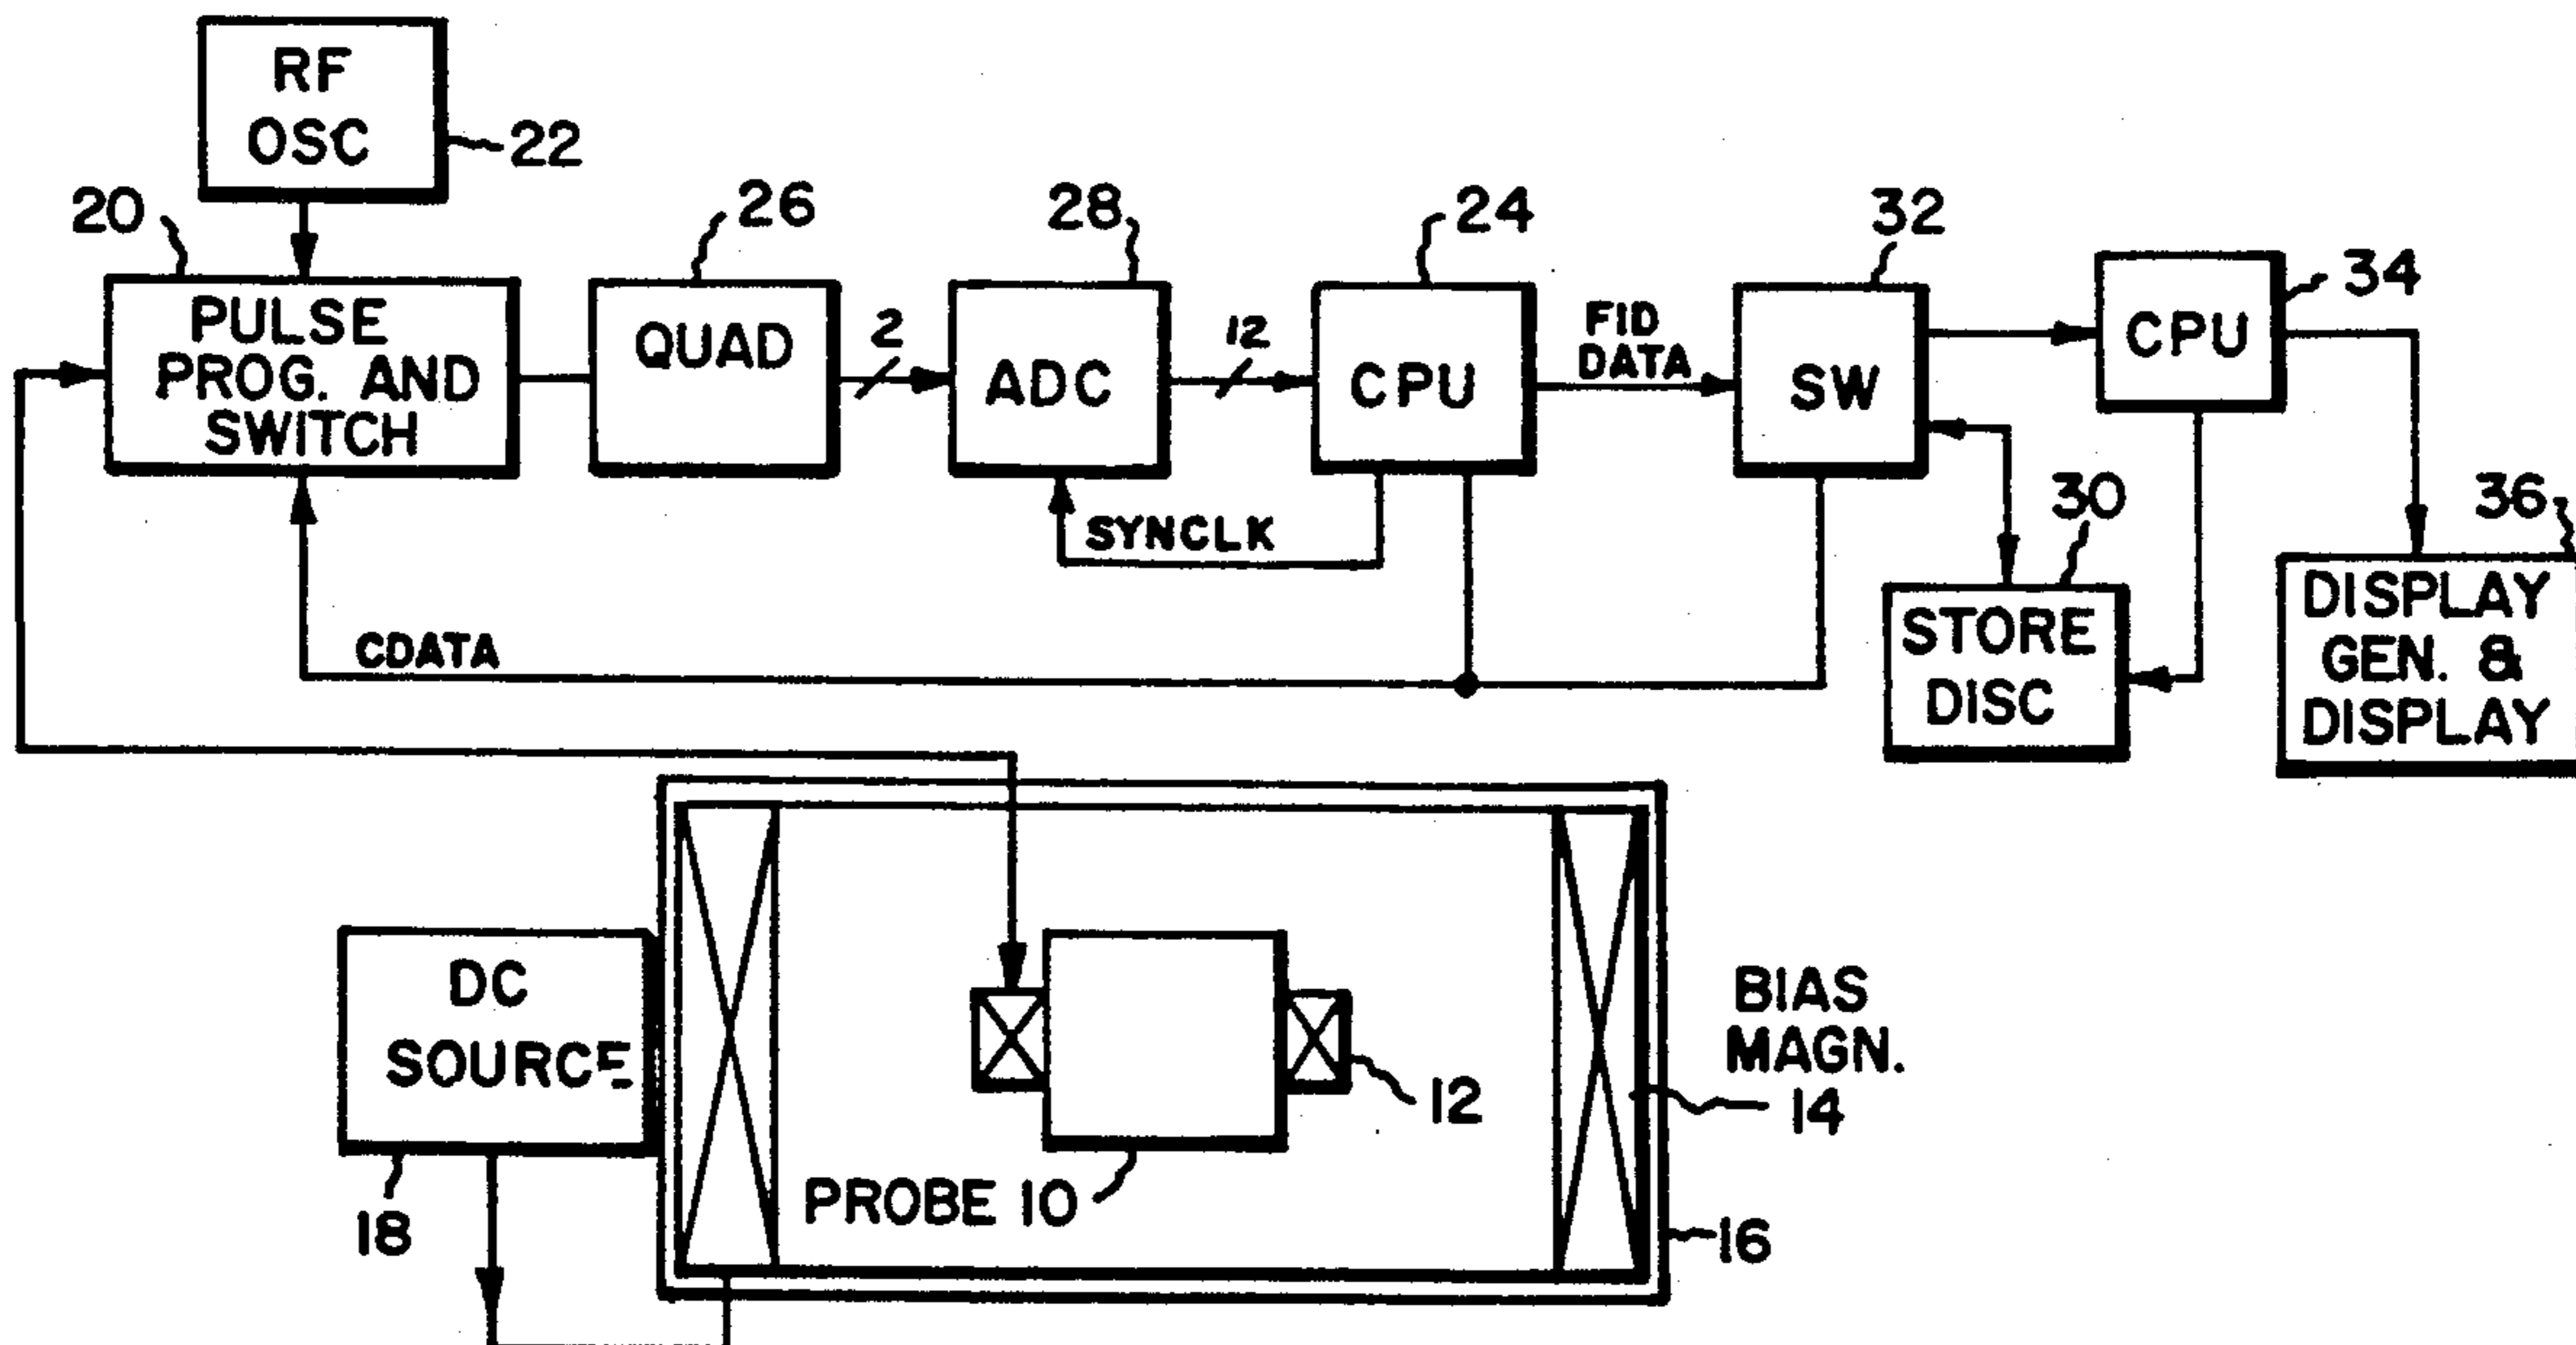 RF
OSC
22
20
PULSE
PROG. AND
SWITCH
26
QUAD
2
28
ADC
12
24
CPU
FID
DATA
32
SW
34
CPU
SYNCLK
CDATA
30
STORE
DISC
36
DISPLAY
GEN. &
DISPLAY
DC
SOURCE
18
PROBE 10
12
BIAS
MAGN.
14
16